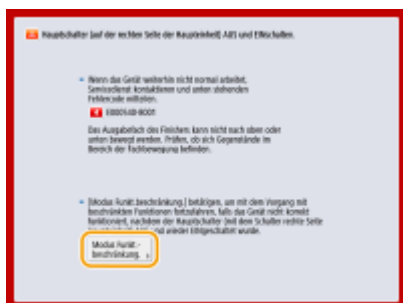 Hauptschalter (auf der rechten Seite der Haupteinheit) AUS und EINschalten.
Wenn das Gerät weiterhin nicht normal arbeitet,
Servicedienst kontaktieren und unten stehenden
Fehlercode mitteilen.
E000540-8001
Das Ausgabefach des Finishers kann nicht nach oben oder
unten bewegt werden. Prüfen, ob sich Gegenstände im
Bereich der Fachbewegung befinden.
[Modus Funkt.beschränkung.] betätigen, um mit dem Vorgang mit
beschränkten Funktionen fortzufahren, falls das Gerät nicht korrekt
funktioniert, nachdem der Hauptschalter (mit dem Schalter rechte Seite
AUS und wieder EINgeschaltet wurde.
Modus Funkt.-
beschränkung.